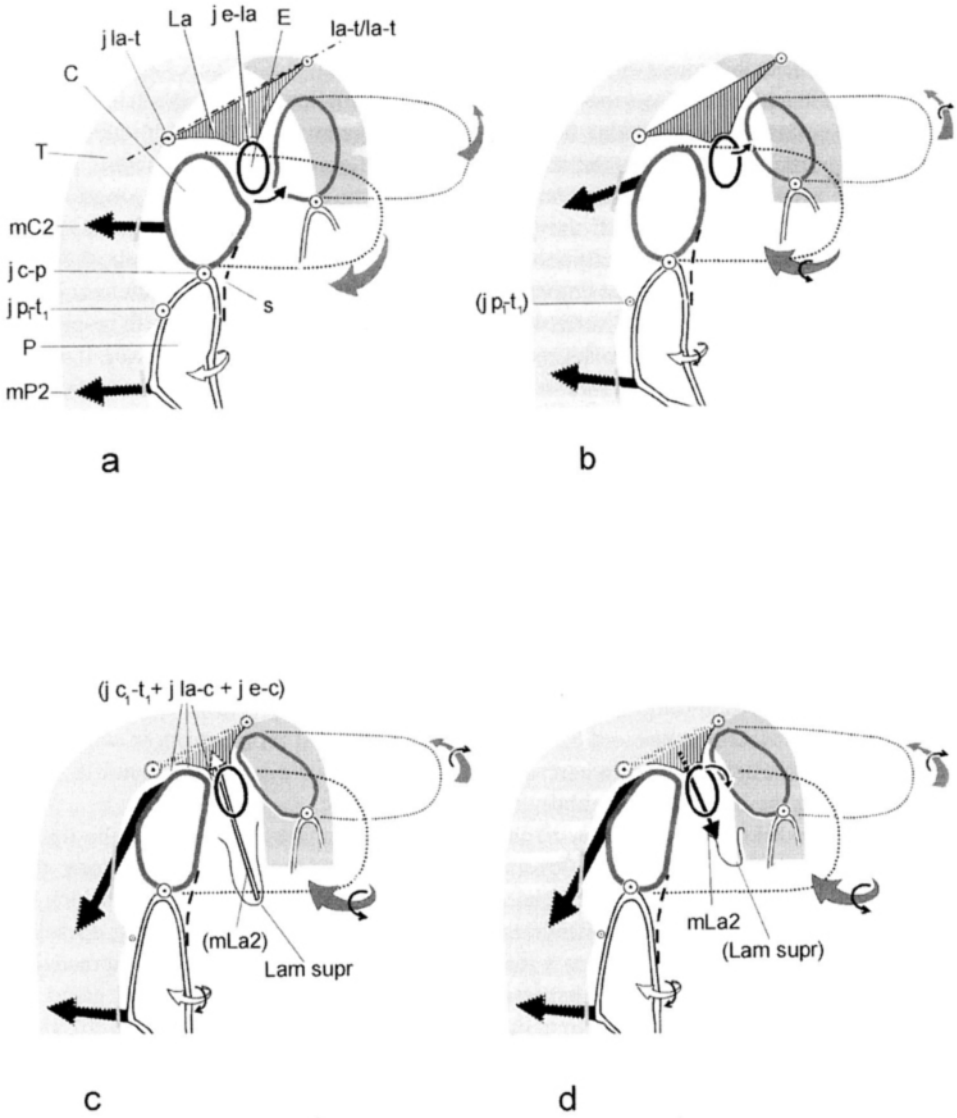 j la-t La j e-la E la-t/la-t
C
T
mC2
j c-p
j p₁-t₁ s
P
mP2
(j p₁-t₁)
a b
(j c₁-t₁+ j la-c + j e-c)
(mLa2)
Lam supr
mLa2
(Lam supr)
c d